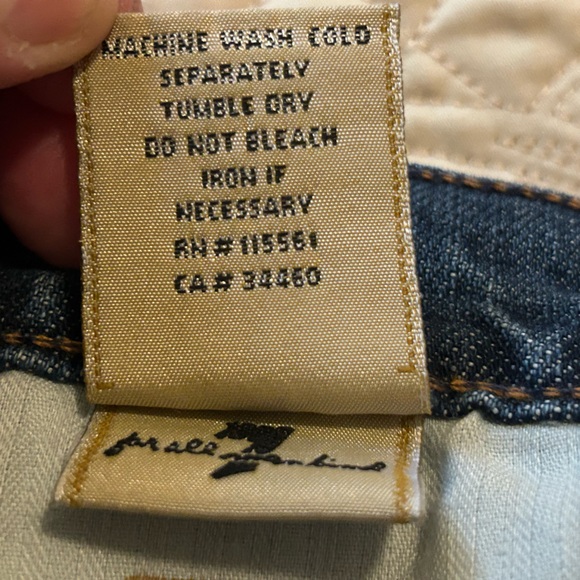 MACHINE WASH COLD
SEPARATELY
TUMBLE DRY
DO NOT BLEACH
IRON IF
NECESSARY
RN # 115561
CA # 34460
7
for all mankind